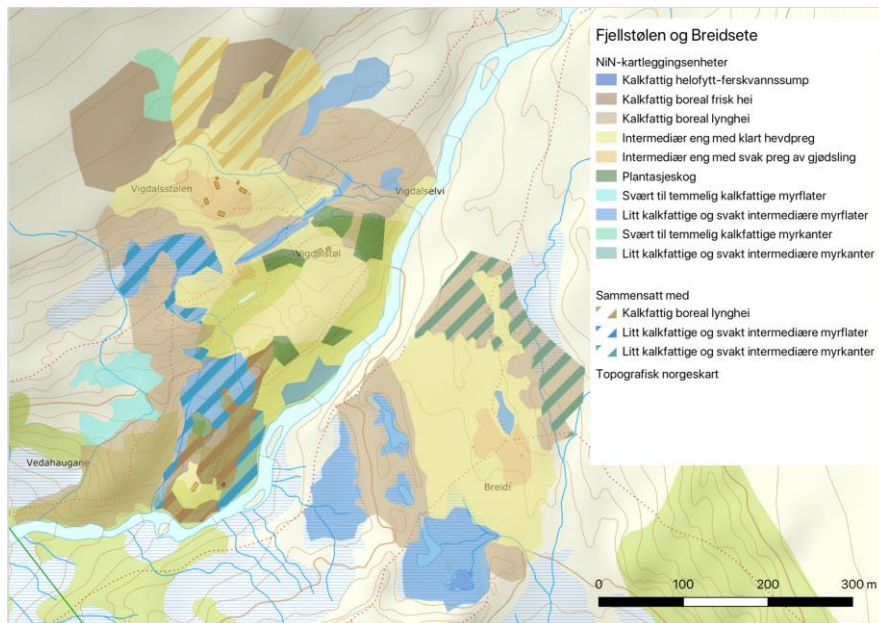 Fjellstølen og Breidsete
NiN-kartleggingsenheter
Kalkfattig helofytt-ferskvannssump
Kalkfattig boreal frisk hei
Kalkfattig boreal lynghei
Intermediær eng med klart hevdpreg
Intermediær eng med svak preg av gjødsling
Plantasjeskog
Svært til temmelig kalkfattige myrflater
Litt kalkfattige og svakt intermediære myrflater
Svært til temmelig kalkfattige myrkanter
Litt kalkfattige og svakt intermediære myrkanter
Sammensatt med
Kalkfattig boreal lynghei
Litt kalkfattige og svakt intermediære myrflater
Litt kalkfattige og svakt intermediære myrkanter
Topografisk norgeskart
Vigdalsstølen
Vigdalselvi
Vigdalstøl
Vedahaugane
Breids
0 100 200 300 m